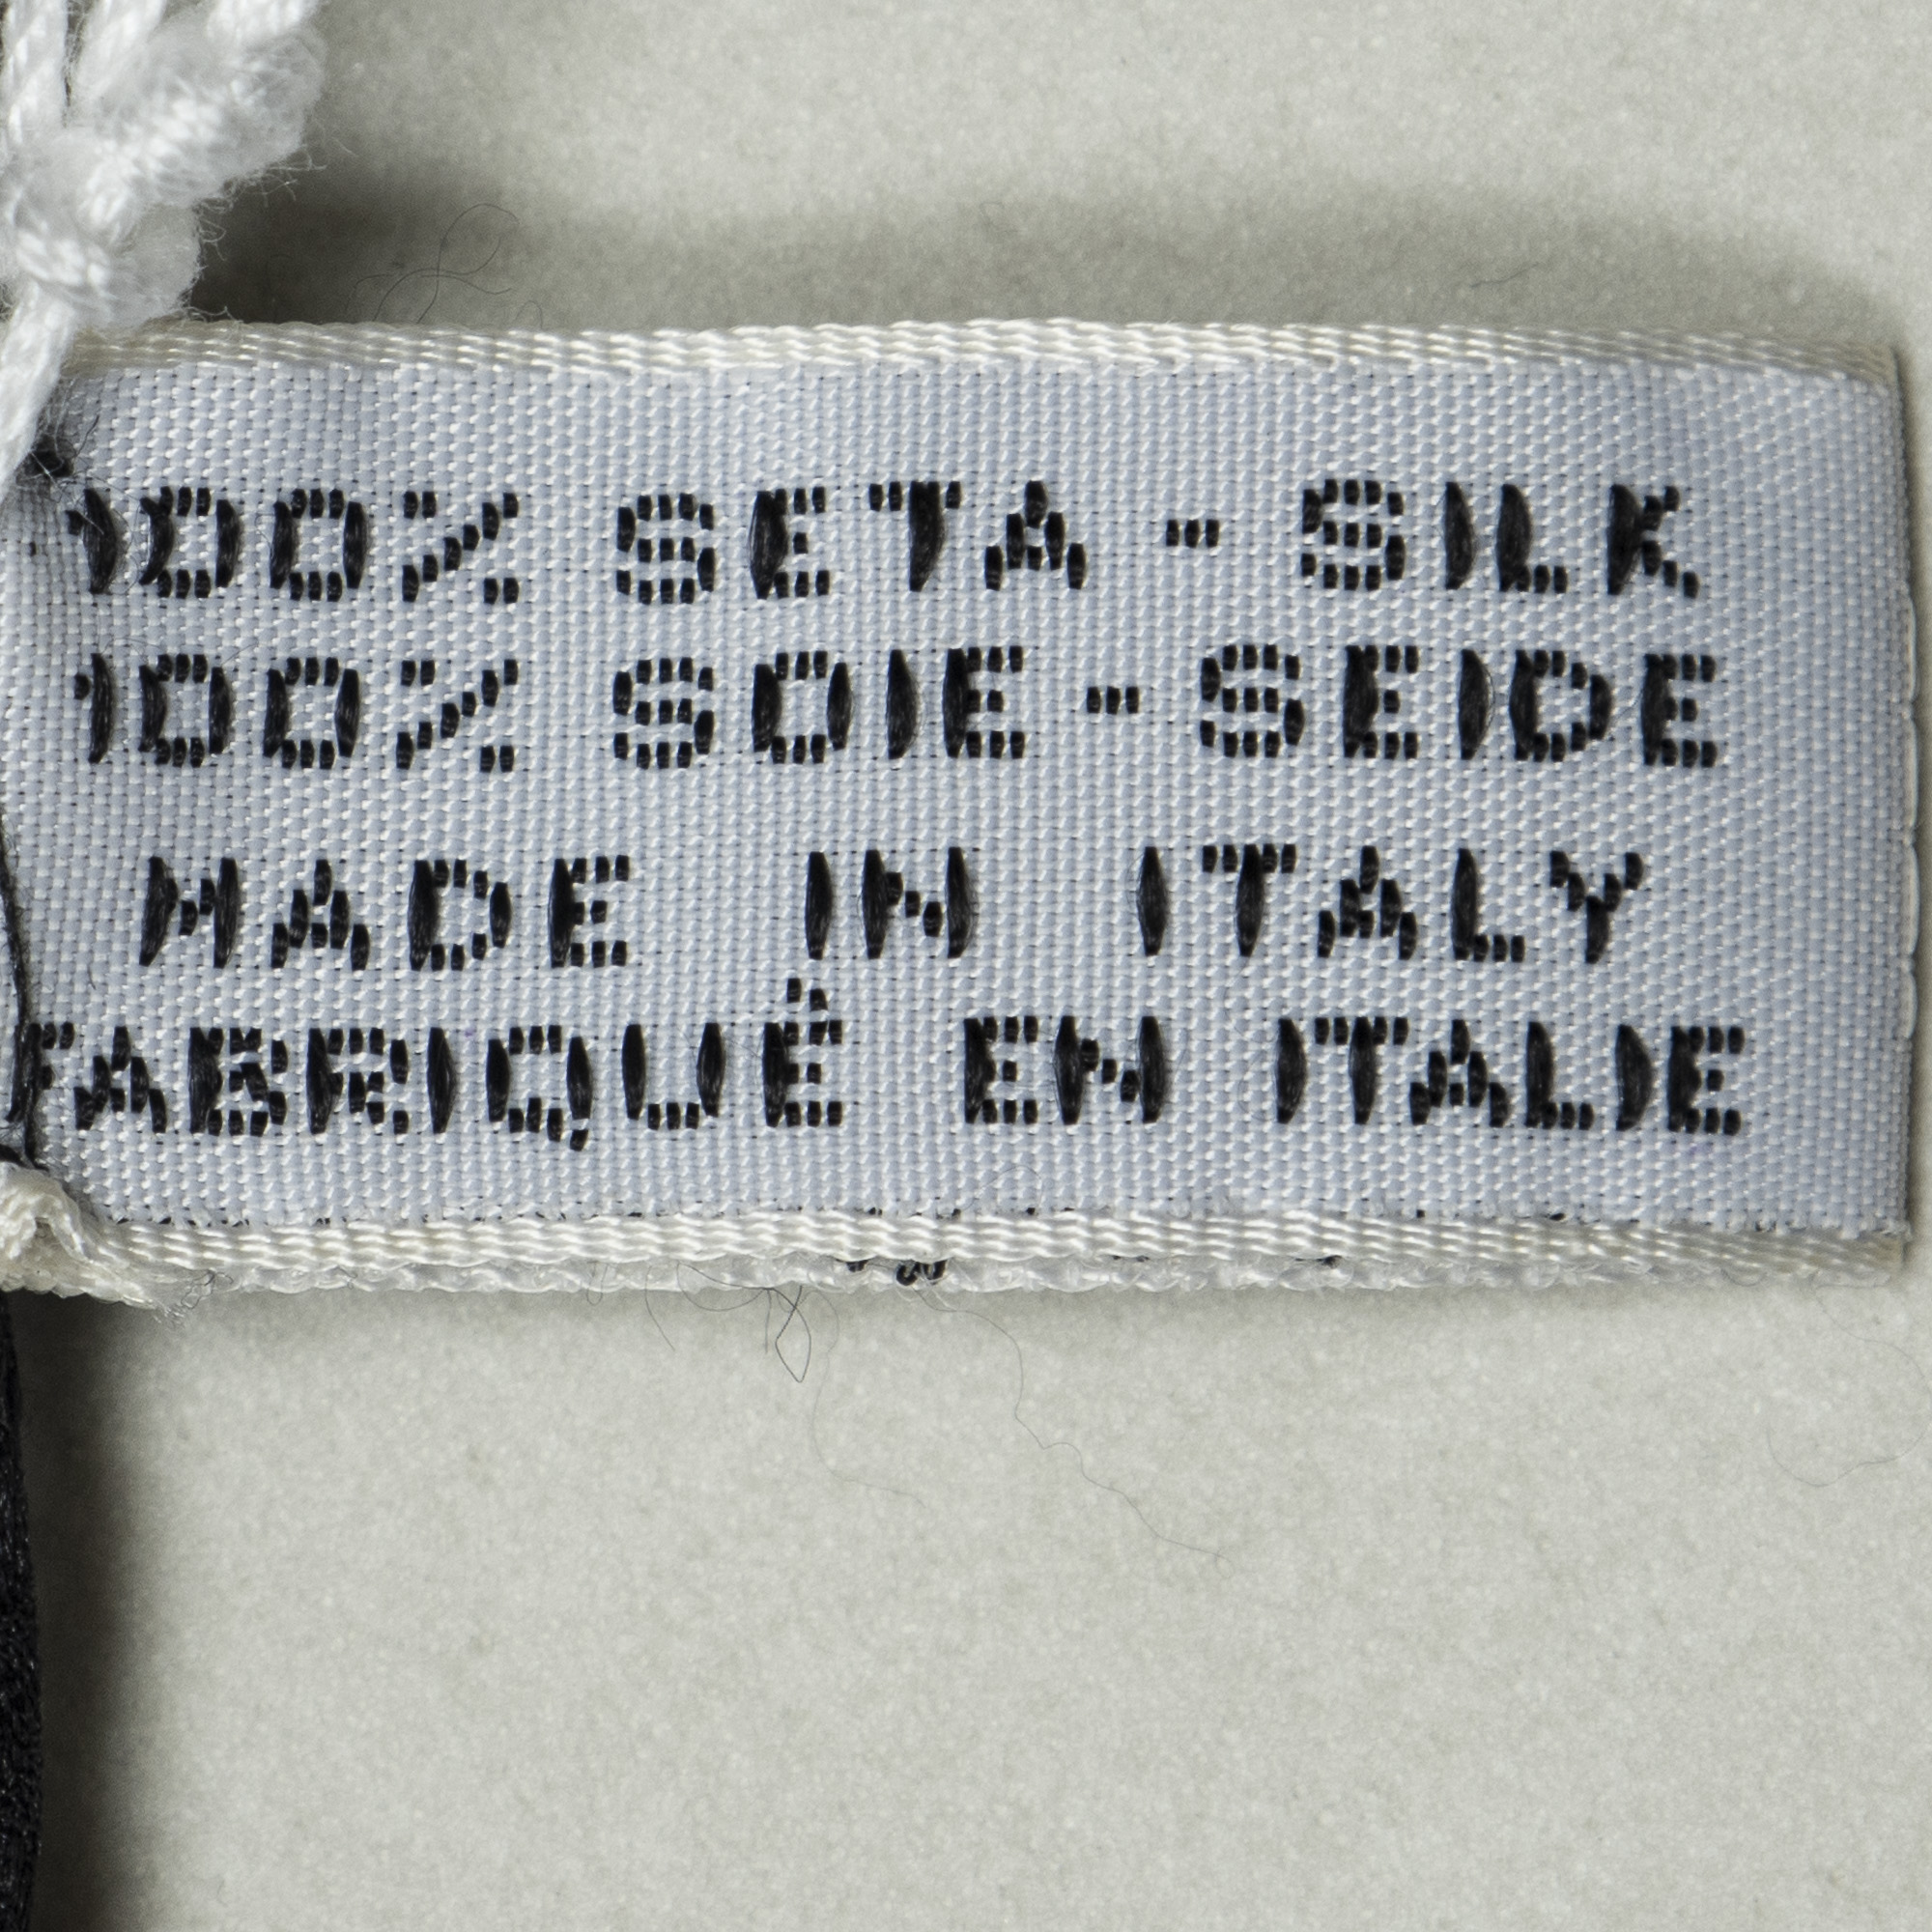 100% SETA - SILK
100% SOIE - SEIDE
MADE IN ITALY
FABRIQUÉ EN ITALIE